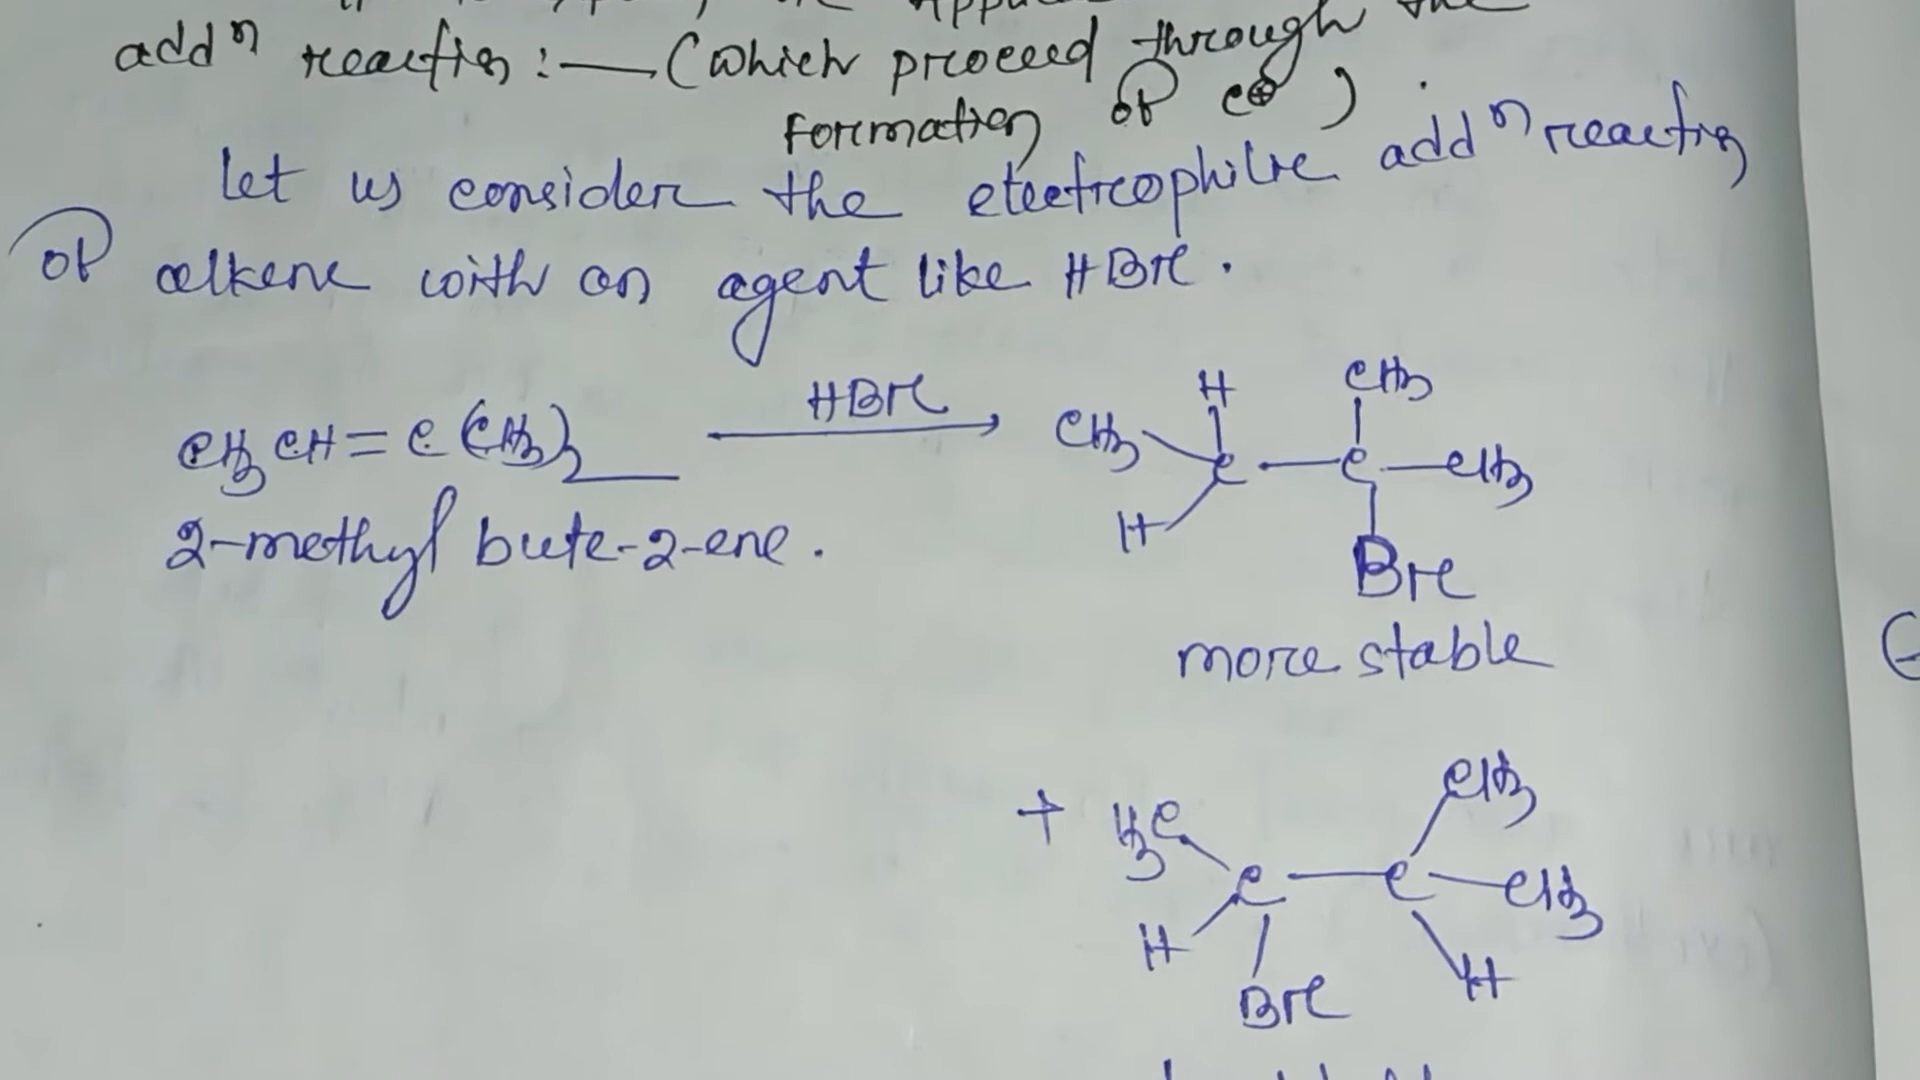 addⁿ reaction :— (which proceed through the
formation of C⊕)
let us consider the electrophilic addⁿ reaction
of alkene with an agent like HBr.
CH₃CH=C(CH₃)₂ HBr CH₃ H CH₃
C — C — CH₃
H Br
2-methyl bute-2-ene.
more stable
+ H₃C CH₃
C — C — CH₃
H Br H